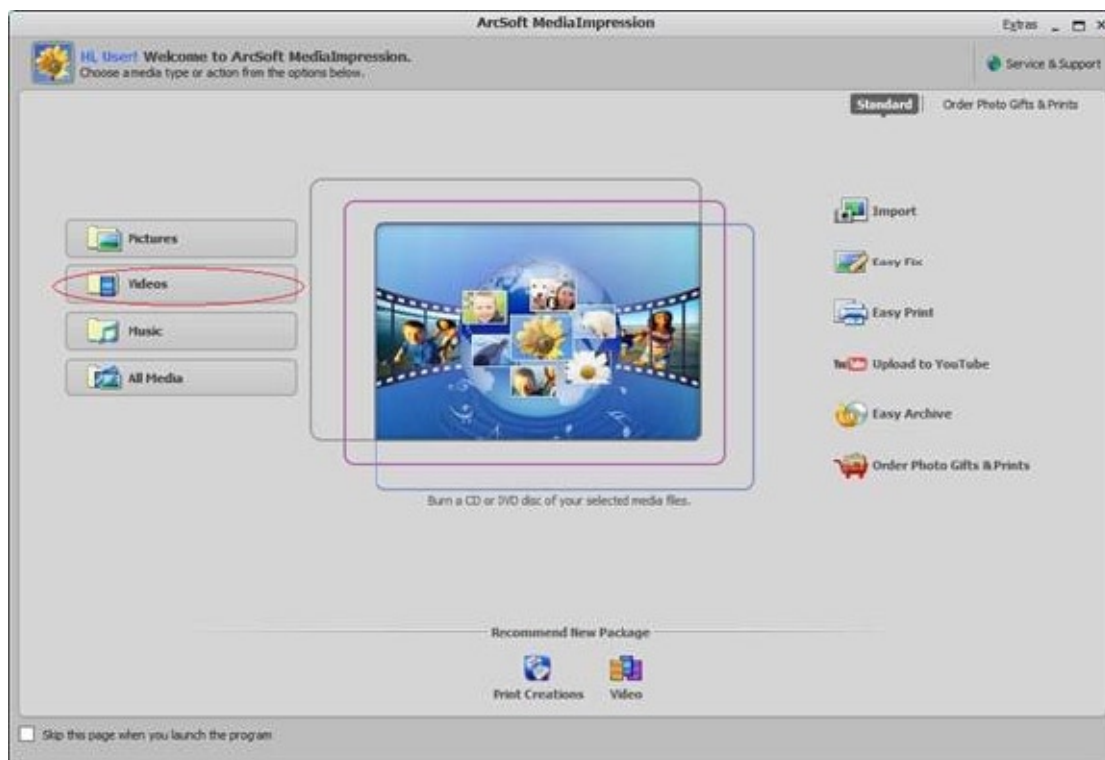 ArcSoft MediaImpression
Extras
Hi, User! Welcome to ArcSoft MediaImpression.
Choose a media type or action from the options below.
Service & Support
Standard
Order Photo Gifts & Prints
Pictures
Videos
Music
All Media
Import
Easy Fix
Easy Print
Upload to YouTube
Easy Archive
Order Photo Gifts & Prints
Burn a CD or DVD disc of your selected media files.
Recommend New Package
Print Creations
Video
Skip this page when you launch the program